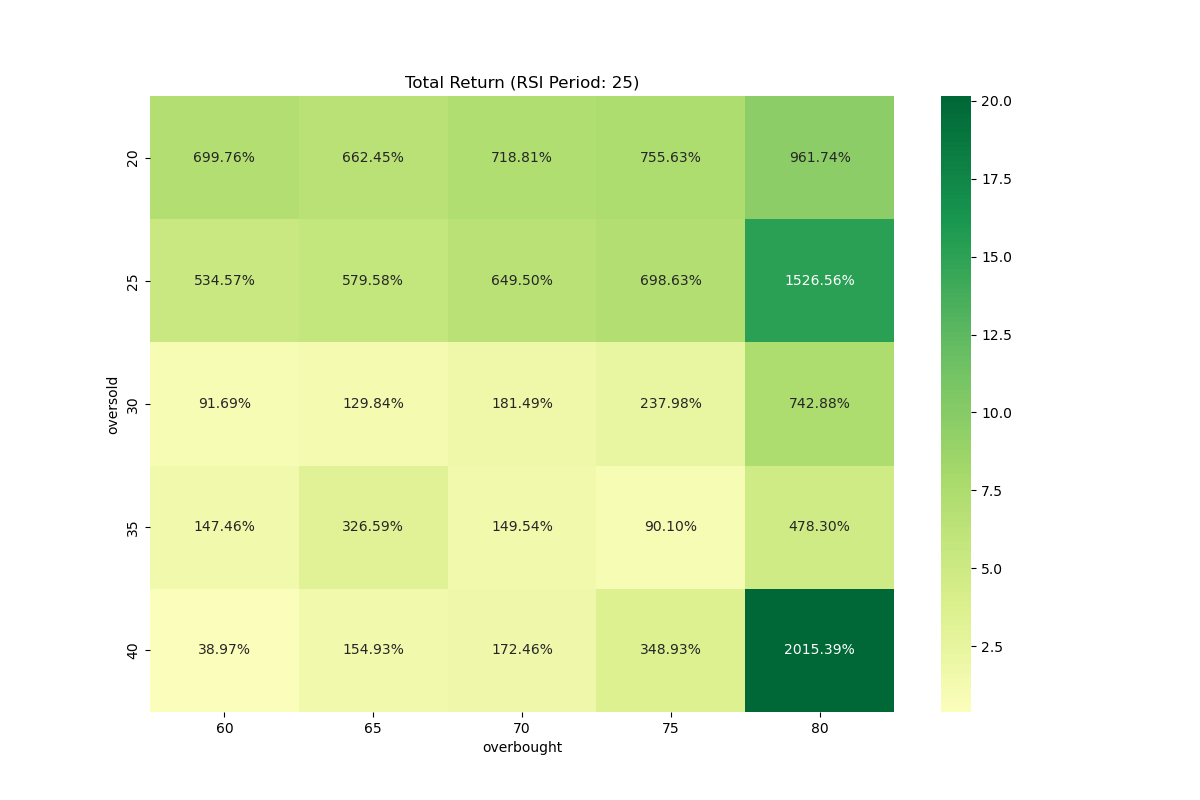 Total Return (RSI Period: 25)
20 699.76% 662.45% 718.81% 755.63% 961.74%
25 534.57% 579.58% 649.50% 698.63% 1526.56%
30 91.69% 129.84% 181.49% 237.98% 742.88%
35 147.46% 326.59% 149.54% 90.10% 478.30%
40 38.97% 154.93% 172.46% 348.93% 2015.39%
oversold
60 65 70 75 80
overbought
20.0
17.5
15.0
12.5
10.0
7.5
5.0
2.5